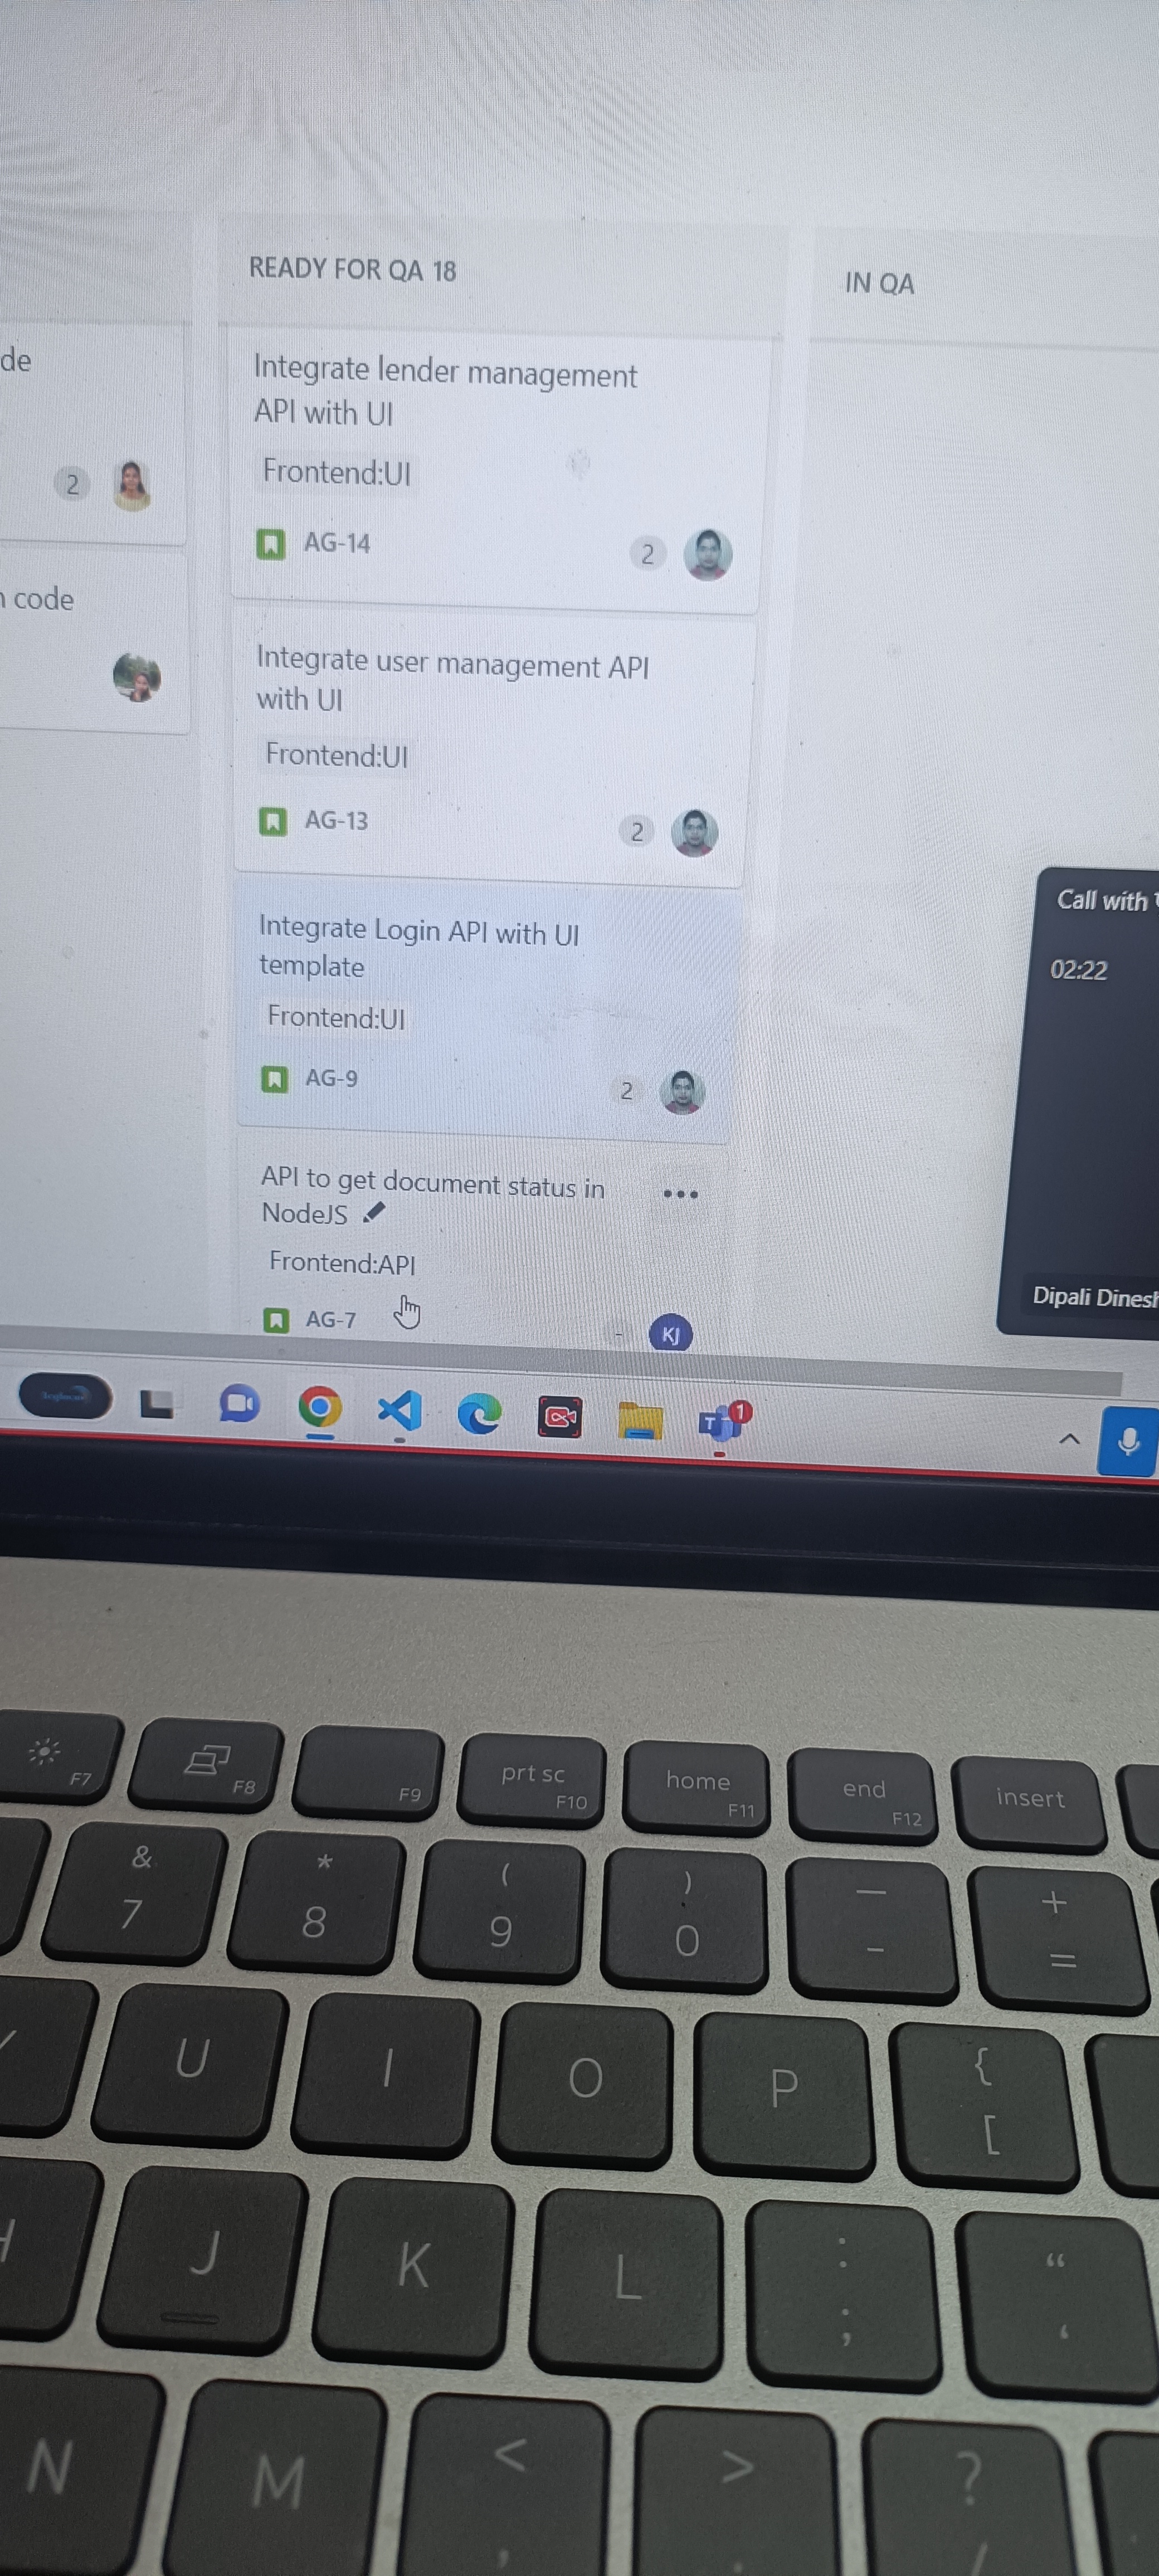 READY FOR QA 18
IN QA
de
2
code
Integrate lender management
API with UI
Frontend:UI
AG-14
2
Integrate user management API
with UI
Frontend:UI
AG-13
2
Integrate Login API with UI
template
Frontend:UI
AG-9
2
API to get document status in
NodeJS
Frontend:API
AG-7
-
KJ
Call with
02:22
Dipali Dinesh
T 1
F7
F8
F9
prt sc F10
home F11
end F12
insert
& 7
* 8
( 9
) 0
— -
+ =
U
I
O
P
{ [
J
K
L
: ;
“ ‘
N
M
< ,
> .
? /